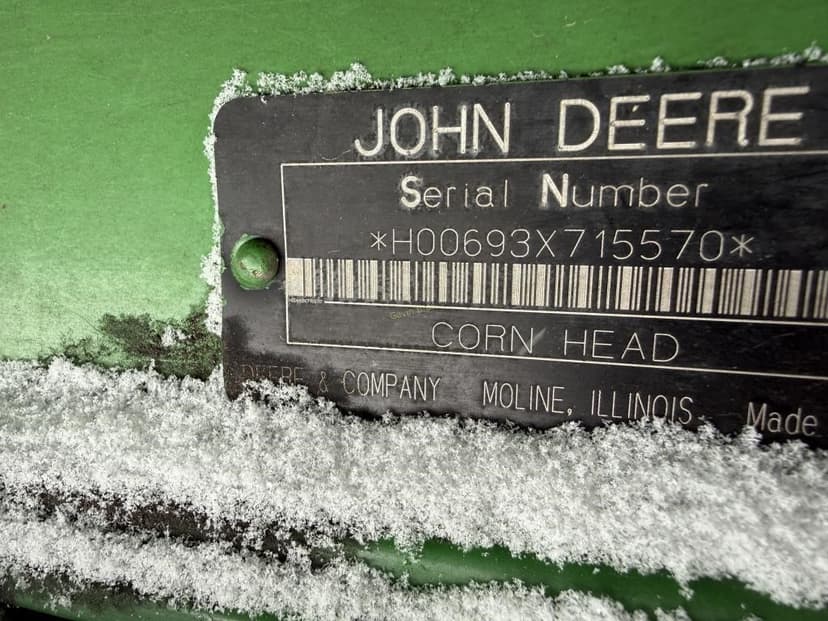 JOHN DEERE
Serial Number
*H00693X715570*
CORN HEAD
DEERE & COMPANY MOLINE, ILLINOIS Made